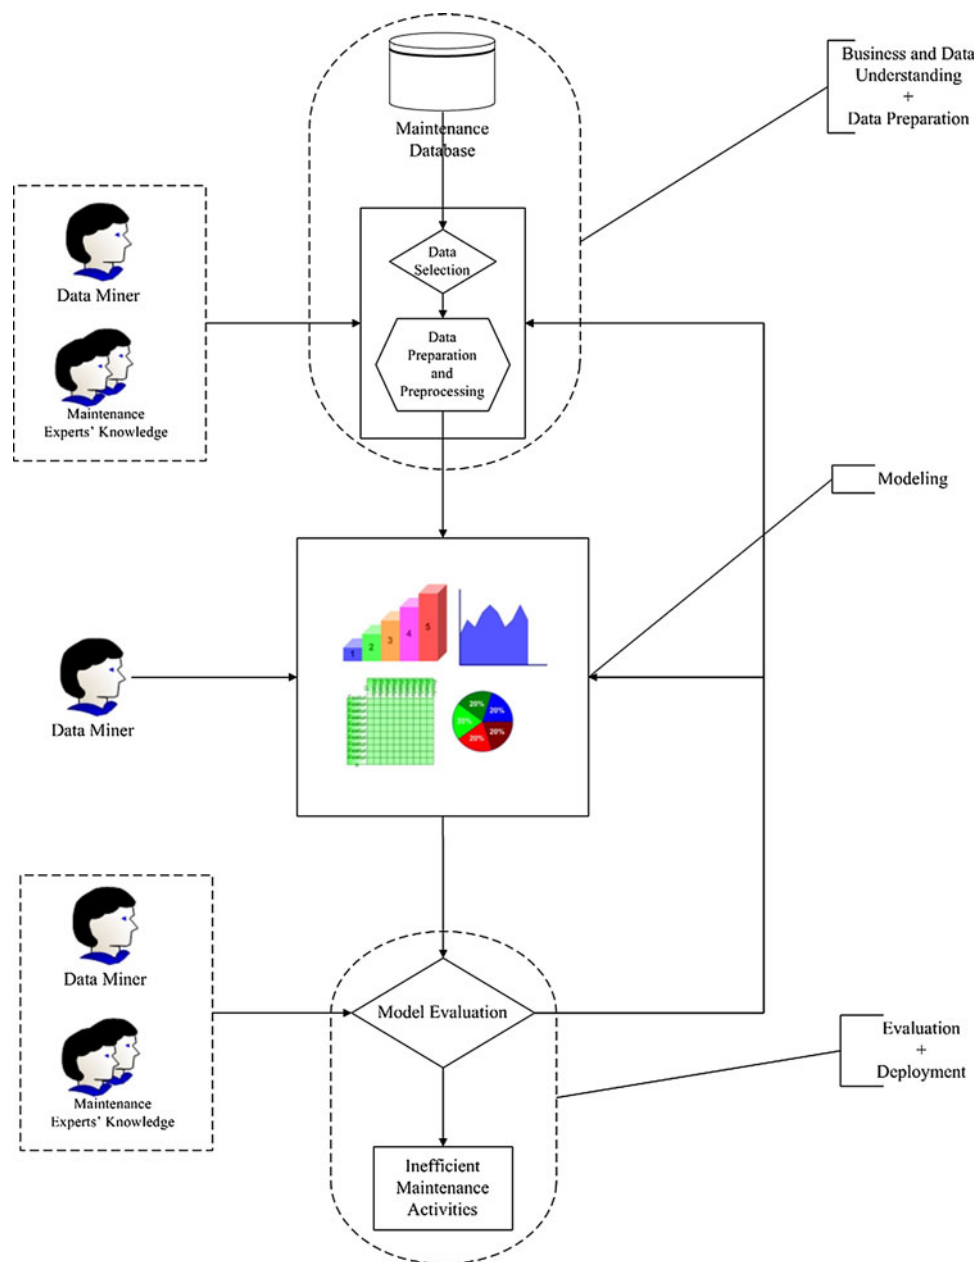 Business and Data
Understanding
+
Data Preparation
Maintenance
Database
Data
Selection
Data Miner
Data
Preparation
and
Preprocessing
Maintenance
Experts' Knowledge
Modeling
1
2
3
4
5
20%
20%
20%
20%
20%
Data Miner
Data Miner
Model Evaluation
Evaluation
+
Deployment
Maintenance
Experts' Knowledge
Inefficient
Maintenance
Activities